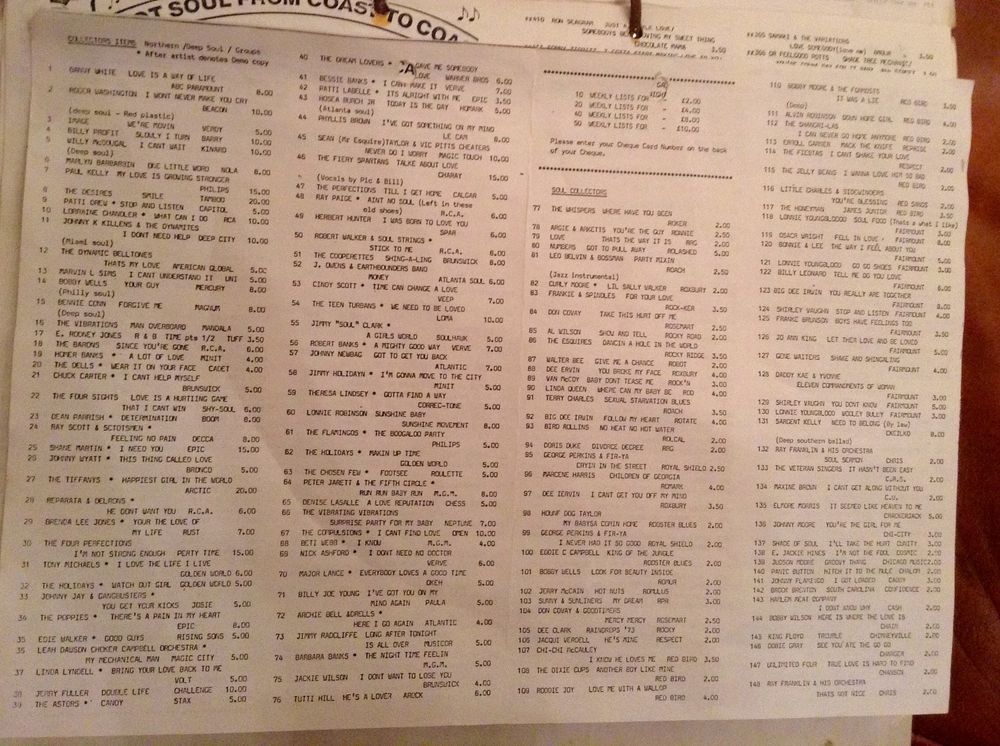 OT SOUL FROM COAST TO COA
COLLECTORS ITEMS Northern /Deep Soul / Groups
* After artist denotes Demo copy
1 GRADY WHITE LOVE IS A WAY OF LIFE
ABC PARAMOUNT 8.00
2 ROGER WASHINGTON I WONT NEVER MAKE YOU CRY
BEACON 10.00
(deep soul - Red plastic)
3 IMAGE WE'RE MOVIN VERDY 5.00
4 BILLY PROFIT SLOWLY I TURN BARRY 10.00
5 WILLY MCDOUGAL I CANT WAIT KINARD 10.00
(Deep soul)
6 MARLYN BARBARIN ONE LITTLE WORD NOLA 8.00
7 PAUL KELLY MY LOVE IS GROWING STRONGER
PHILIPS 15.00
8 THE DESIRES SMILE TAMBOO 20.00
9 PATTI DREW * STOP AND LISTEN CAPITOL 5.00
10 LORRAINE CHANDLER * WHAT CAN I DO RCA 10.00
11 JOHNNY K KILLENS & THE DYNAMITES
I DONT NEED HELP DEEP CITY 10.00
(Miami soul)
12 THE DYNAMIC BELLTONES
THATS MY LOVE AMERICAN GLOBAL 5.00
13 MARVIN L SIMS I CANT UNDERSTAND IT UNI 5.00
14 BOBBY WELLS YOUR GUY MERCURY 8.00
(Philly soul)
15 BENNIE CONN FORGIVE ME MAGNUM 8.00
(Deep soul)
16 THE VIBRATIONS MAN OVERBOARD MANDALA 5.00
17 E. RODNEY JONES R & B TIME pts 1/2 TUFF 3.50
18 THE BARONS SINCE YOU'RE GONE R.C.A. 6.00
19 HOMER BANKS * A LOT OF LOVE MINIT 4.00
20 THE DELLS * WEAR IT ON YOUR FACE CADET 4.00
21 CHUCK CARTER * I CANT HELP MYSELF
BRUNSWICK 5.00
22 THE FOUR SIGHTS LOVE IS A HURTING GAME
THAT I CANT WIN SHY-SOUL 6.00
23 DEAN PARRISH * DETERMINATION BOOM 8.00
24 RAY SCOTT & SCOTSMEN *
FEELING NO PAIN DECCA 8.00
25 SHANE MARTIN * I NEED YOU EPIC 15.00
26 JOHNNY WYATT * THIS THING CALLED LOVE
BRONCO 5.00
27 THE TIFFANYS * HAPPIEST GIRL IN THE WORLD
ARCTIC 20.00
28 REPARATA & DELRONS *
HE DONT WANT YOU R.C.A. 6.00
29 BRENDA LEE JONES * YOUR THE LOVE OF
MY LIFE RUST 7.00
30 THE FOUR PERFECTIONS
I'M NOT STRONG ENOUGH PERTY TIME 15.00
31 TONY MICHAELS * I LOVE THE LIFE I LIVE
GOLDEN WORLD 6.00
32 THE HOLIDAYS * WATCH OUT GIRL GOLDEN WORLD 5.00
33 JOHNNY JAY & GANGBUSTERS *
YOU GET YOUR KICKS JOSIE 5.00
34 THE POPPIES * THERE'S A PAIN IN MY HEART
EPIC 8.00
35 EDIE WALKER * GOOD GUYS RISING SONS 5.00
36 LEAH DAWSON CHOKER CAMPBELL ORCHESTRA *
MY MECHANICAL MAN MAGIC CITY 5.00
37 LINDA LYNDELL * BRING YOUR LOVE BACK TO ME
VOLT 5.00
38 JERRY FULLER DOUBLE LIFE CHALLENGE 10.00
39 THE ASTORS * CANDY STAX 5.00
40 THE DREAM LOVERS * GAVE ME SOMEBODY
LOVE WARNER BROS 6.00
41 BESSIE BANKS * I CAN'T MAKE IT VERVE 7.00
42 PATTI LABELLE * ITS ALRIGHT WITH ME EPIC 3.50
43 HOSEA BURCH JR TODAY IS THE DAY HOMARK 5.00
(Atlanta soul)
44 PHYLLIS BROWN I'VE GOT SOMETHING ON MY MIND
LE CAM 8.00
45 SEAN (Mr Esquire)TAYLOR & VIC PITTS CHEATERS
NEVER DO I WORRY MAGIC TOUCH 10.00
46 THE FIERY SPARTANS TALKE ABOUT LOVE
CHARAY 15.00
(Vocals by Pic & Bill)
47 THE PERFECTIONS TILL I GET HOME CALGAR 5.00
48 RAY PAIGE * AINT NO SOUL (Left in these
old shoes) R.C.A. 6.00
49 HERBERT HUNTER I WAS BORN TO LOVE YOU
SPAR 6.00
50 ROBERT WALKER & SOUL STRINGS *
STICK TO ME R.C.A. 6.00
51 THE COOPERETTES SHING-A-LING BRUNSWICK 8.00
52 J. OWENS & EARTHBOUNDERS BAND
MONEY ATLANTA SOUL 6.00
53 CINDY SCOTT * TIME CAN CHANGE A LOVE
VEEP 7.00
54 THE TEEN TURBANS * WE NEED TO BE LOVED
LOMA 10.00
55 JIMMY "SOUL" CLARK *
A GIRLS WORLD SOULHAWK 5.00
56 ROBERT BANKS * A MIGHTY GOOD WAY VERVE 7.00
57 JOHNNY NEWBAG GOT TO GET YOU BACK
ATLANTIC 7.00
58 JIMMY HOLIDAYN * I'M GONNA MOVE TO THE CITY
MINIT 5.00
59 THERESA LINDSEY * GOTTA FIND A WAY
CORREC-TONE 5.00
60 LONNIE ROBINSON SUNSHINE BABY
SUNSHINE MOVEMENT 8.00
61 THE FLAMINGOS * THE BOOGALOO PARTY
PHILIPS 5.00
62 THE HOLIDAYS * MAKIN UP TIME
GOLDEN WORLD 5.00
63 THE CHOSEN FEW * FOOTSEE ROULETTE 5.00
64 PETER JARETT & THE FIFTH CIRCLE *
RUN RUN BABY RUN M.G.M. 8.00
65 DENISE LASALLE A LOVE REPUTATION CHESS 5.00
66 THE VIBRATING VIBRATIONS
SURPRISE PARTY FOR MY BABY NEPTUNE 7.00
67 THE COMPULSIONS * I CANT FIND LOVE OMEN 10.00
68 BETI WEBB * I KNOW M.G.M. 4.00
69 NICK ASHFORD * I DONT NEED NO DOCTOR
VERVE 6.00
70 MAJOR LANCE * EVERYBODY LOVES A GOOD TIME
OKEH 5.00
71 BILLY JOE YOUNG I'VE GOT YOU ON MY
MIND AGAIN PAULA 5.00
72 ARCHIE BELL &DRELLS *
HERE I GO AGAIN ATLANTIC 4.00
73 JIMMY RADCLIFFE LONG AFTER TONIGHT
IS ALL OVER MUSICOR 5.00
74 BARBARA BANKS * THE NIGHT TIME FEELIN
M.G.M. 5.00
75 JACKIE WILSON I DONT WANT TO LOSE YOU
BRUNSWICK 4.00
76 TUTTI HILL HE'S A LOVER AROCK 6.00
10 WEEKLY LISTS FOR - £2.00
20 WEEKLY LISTS FOR - £4.00
40 WEEKLY LISTS FOR - £8.00
50 WEEKLY LISTS FOR - £10.00
Please enter your Cheque Card Number on the back
of your Cheque.
SOUL COLLECTORS
77 THE WHISPERS WHERE HAVE YOU BEEN
ROKER 2.00
78 ARGIE & ARKETTS YOU'RE THE GUY RONNIE 2.50
79 LOVE THATS THE WAY IT IS BRG 2.00
80 NUMBERS GOT TO PULL AWAY ROLASHED 5.00
81 LEO BELVIN & BOSSMAN PARTY MIXIN
ROACH 2.50
(Jazz Instrumental)
82 CURLY MOORE * LIL SALLY WALKER ROXBURY 2.00
83 FRANKIE & SPINDLES FOR YOUR LOVE
ROCK-KER 3.50
84 DON COVAY TAKE THIS HURT OFF ME
ROSEMART 2.50
85 AL WILSON SHOW AND TELL ROCKY ROAD 2.00
86 THE ESQUIRES DANCIN A HOLE IN THE WORLD
ROCKY RIDGE 3.50
87 WALTER BEE GIVE ME A CHANCE ROBOT 2.00
88 DEE ERVIN YOU BROKE MY FACE ROXBURY 4.00
89 VAN MCCOY BABY DONT TEASE ME ROCK'N 3.00
90 LINDA QUEEN WHERE CAN MY BABY BE ROO 4.00
91 TERRY CHARLES SEXUAL STARVATION BLUES
ROACH 3.50
92 BIG DEE IRWIN FOLLOW MY HEART ROTATE 4.00
93 BIRD ROLLINS NO HEAT NO HOT WATER
ROLCAL 2.00
94 DORIS DUKE DIVORCE DECREE RRG 2.00
95 GEORGE PERKINS & FIR-YA
CRYIN IN THE STREET ROYAL SHIELD 2.50
96 MARCENE HARRIS CHILDREN OF GEORGIA
ROMARK 4.00
97 DEE IERVIN I CANT GET YOU OFF MY MIND
ROXBURY 3.50
98 HOUND DOG TAYLOR
MY BABYSA COMIN HOME ROOSTER BLUES 2.00
99 GEORGE PERKINS & FIR-YA
I NEVER HAD IT SO GOOD ROYAL SHIELD 2.00
100 EDDIE C CAMPBELL KING OF THE JUNGLE
ROOSTER BLUES 2.00
101 BOBBY WELLS LOOK FOR BEAUTY INSIDE
ROMUR 2.00
102 JERRY MCCAIN HOT NUTS ROMULUS 2.00
103 SUNNY & SUNLINERS MY DREAM RPR 3.00
104 DON COVAY & GOODTIMERS
MERCY MERCY ROSEMART 2.50
105 DEE CLARK RAINDROPS '73 ROCKY 2.00
106 JACQUI VERDELL HE'S MINE RESPECT 2.00
107 CHI-CHI McCAULEY
I KNOW HE LOVES ME RED BIRD 3.50
108 THE DIXIE CUPS ANOTHER BOY LIKE MINE
RED BIRD 2.00
109 RODDIE JOY LOVE ME WITH A WALLOP
RED BIRD 4.00
110 BOBBY MOORE & THE FORMOSTS
IT WAS A LIE RED BIRD 3.50
(Deep)
111 ALVIN ROBINSON DOWN HOME GIRL RED BIRD 4.00
112 THE SHANGRI-LAS
I CAN NEVER GO HOME ANYMORE RED BIRD 2.00
113 ERROLL GARNER MACK THE KNIFE REPRISE 2.00
114 THE FIESTAS I CANT SHAKE YOUR LOVE
RESPECT 2.00
115 THE JELLY BEANS I WANNA LOVE HIM SO BAD
RED BIRD 2.00
116 LITTLE CHARLES & SIDEWINDERS
YOU'RE BLESSING RED SANDS 2.00
117 THE HONEYMAN JAMES JUNIOR RED BIRD 3.50
118 LONNIE YOUNGBLOOD SOUL FOOD (Thats a what I like)
FAIRMOUNT 3.00
119 OSACR WRIGHT FELL IN LOVE * FAIRMOUNT 5.00
120 BONNIE & LEE THE WAY I FEEL ABOUT YOU
FAIRMOUNT 3.00
121 LONNIE YOUNGBLOOD GO GO SHOES FAIRMOUNT 3.00
122 BILLY LEONARD TELL ME DO YOU LOVE
FAIRMOUNT 8.00
123 BIG DEE IRWIN YOU REALLY ARE TOGETHER
FAIRMOUNT 8.00
124 SHIRLEY VAUGHN STOP AND LISTEN FAIRMOUNT 4.00
125 FRANKE BRONSON BOYS HAVE FEELINGS TOO
FAIRMOUNT 3.50
126 JO ANN KING LET THEM LOVE AND BE LOVED
FAIRMOUNT 5.00
127 GENE WAITERS SHAKE AND SHINGALING
FAIRMOUNT 4.00
128 DADDY RAE & YVONNE
ELEVEN COMMANDMENTS OF WOMAN
FAIRMOUNT 3.00
129 SHIRLEY VAUGHN YOU DONT KNOW FAIRMOUNT 5.00
130 LONNIE YOUNGBLOOD WOOLEY BULLY FAIRMOUNT 3.00
131 SARGENT KELLY NEED TO BELONG (By law)
8.00
(Deep southern ballad)
132 RAY FRANKLIN & HIS ORCHESTRA
SOUL SERMON CHRIS 2.00
133 THE VETERAN SINGERS IT HASN'T BEEN EASY
C.R.S. 2.00
134 MAXINE BROWN I CANT GET ALONG WITHOUT YOU
C.U. 2.00
135 ELMORE MORRIS IT SEEMED LIKE HEAVEN TO ME
CRACKERJACK 5.00
136 JOHNNY MOORE YOU'RE THE GIRL FOR ME
CHI-CITY 3.00
137 SHADE OF SOUL I'LL TAKE THE HURT CURITY 3.00
138 E. JACKIE HINES I'M NOT THE FOOL COSMIC 2.00
139 JUDSON MOORE GROOVY THANG CHICAGO MUSIC 2.00
140 PANIC BUTTON HITCH IT TO THE MULE CHALOM 2.00
141 JOHNNY FLAMINGO I GOT LOADED CADDY 3.00
142 BROOK BRENTON SOUTH CAROLINA CONFIDENCE 2.00
143 HARLEM MEAT COMPANY
I DONT KNOW WHY CASH 2.00
144 BOBBY WILSON HERE IS WHERE THE LOVE IS
CHAIN 2.00
145 KING FLOYD TROUBLE CHIMNEYVILLE 2.00
146 DOBIE GRAY SEE YOU AT THE GO GO
CHARGER 2.00
147 UNLIMITED FOUR TRUE LOVE IS HARD TO FIND
CHANSON 2.00
148 RAY FRANKLIN & HIS ORCHESTRA
THATS NOT NICE CHRIS 2.00